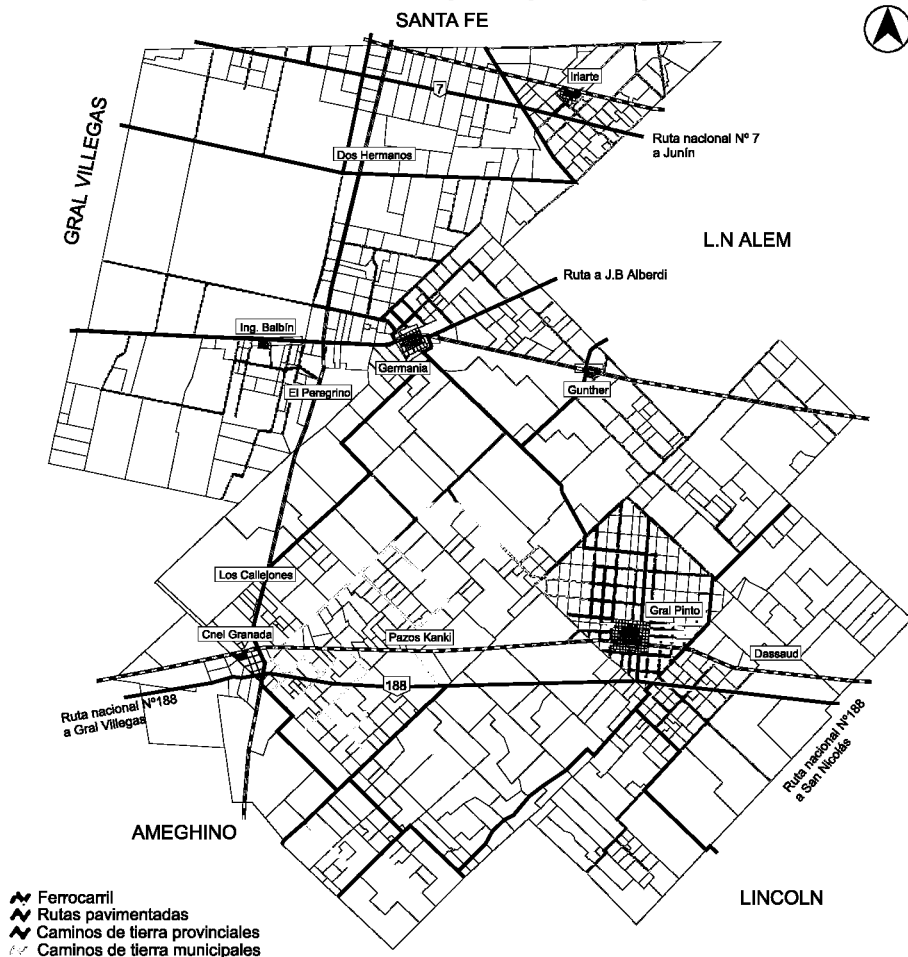 SANTA FE
Iriarte
7
Ruta nacional Nº 7
a Junín
Dos Hermanos
GRAL VILLEGAS
L.N ALEM
Ruta a J.B Alberdi
Ing. Balbín
Germania
El Peregrino
Gunther
Los Callejones
Gral Pinto
Cnel Granada
Pazos Kanki
Dassaud
188
Ruta nacional Nº188
a Gral Villegas
Ruta nacional Nº188
a San Nicolás
AMEGHINO
LINCOLN
Ferrocarril
Rutas pavimentadas
Caminos de tierra provinciales
Caminos de tierra municipales